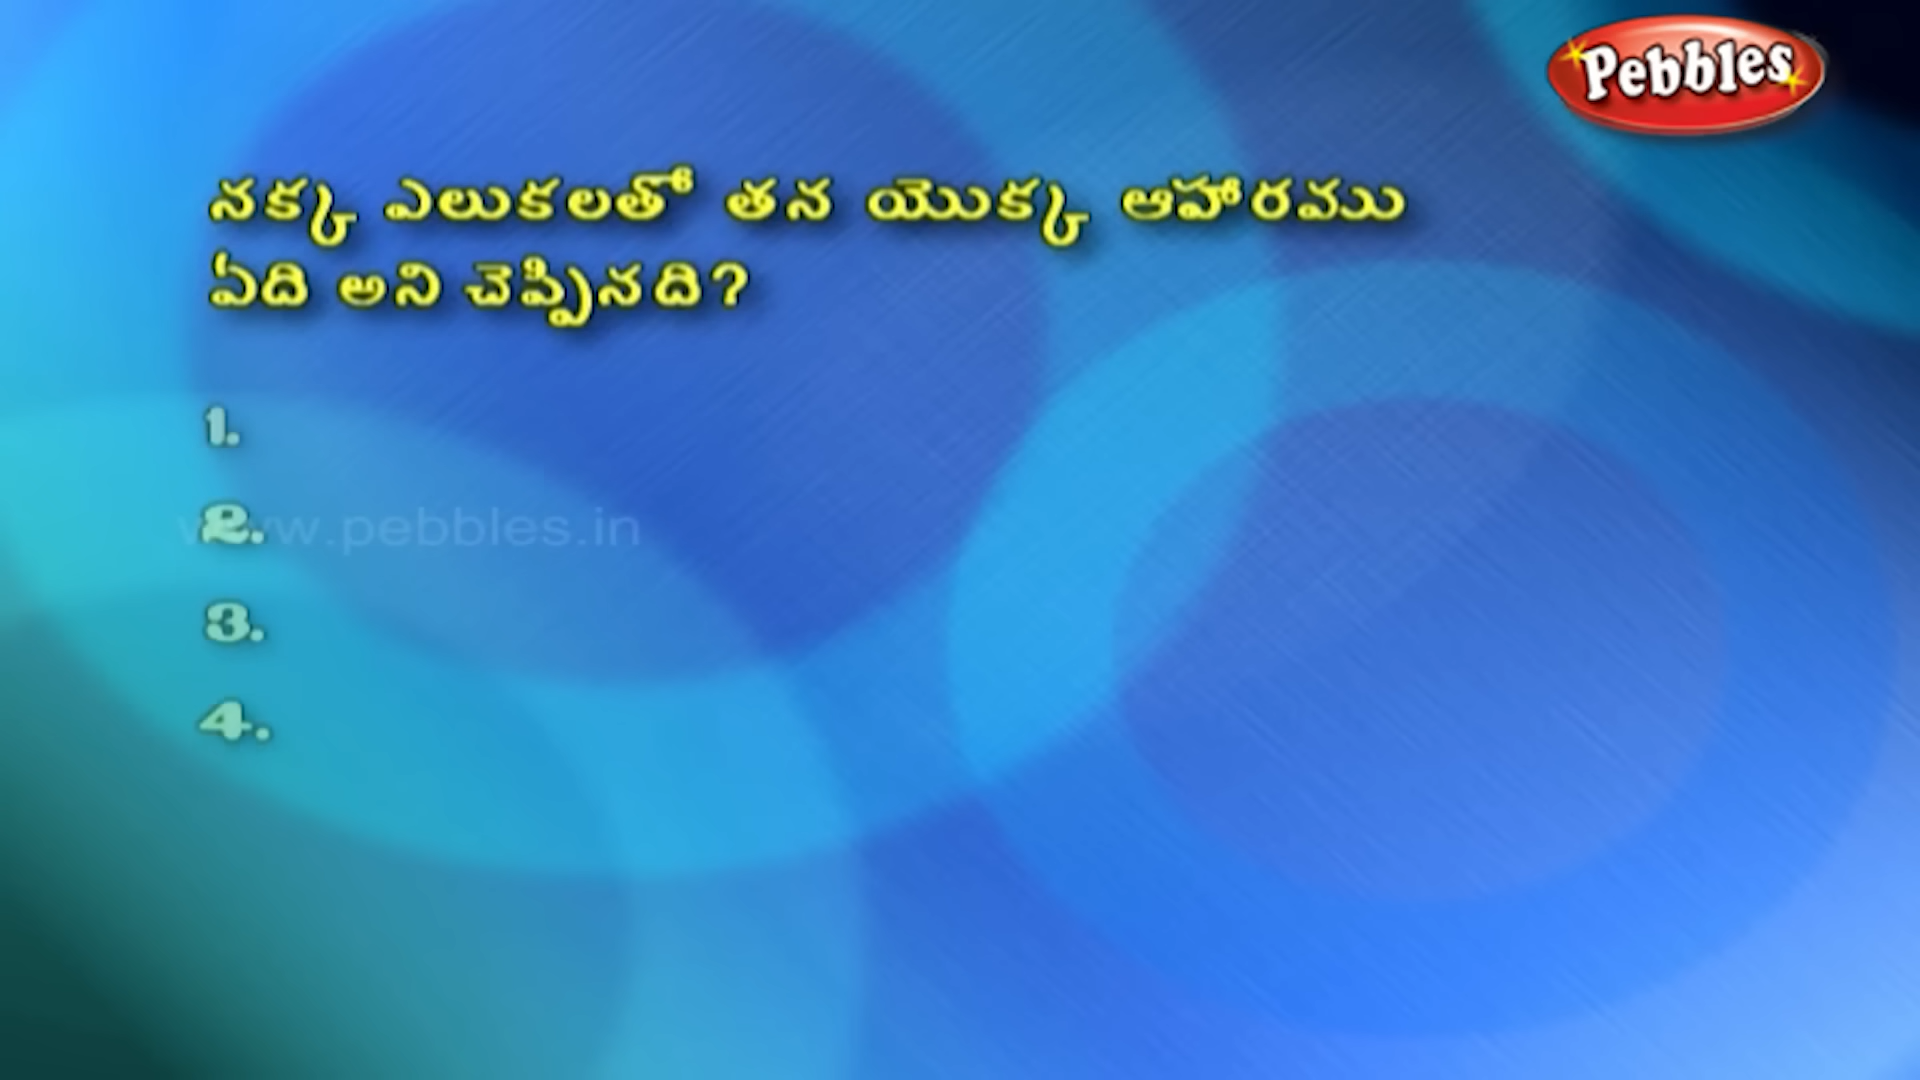 Pebbles
నక్క ఎలుకలతో తన యొక్క ఆహారము
ఏది అని చెప్పినది?
1.
2.
www.pebbles.in
3.
4.